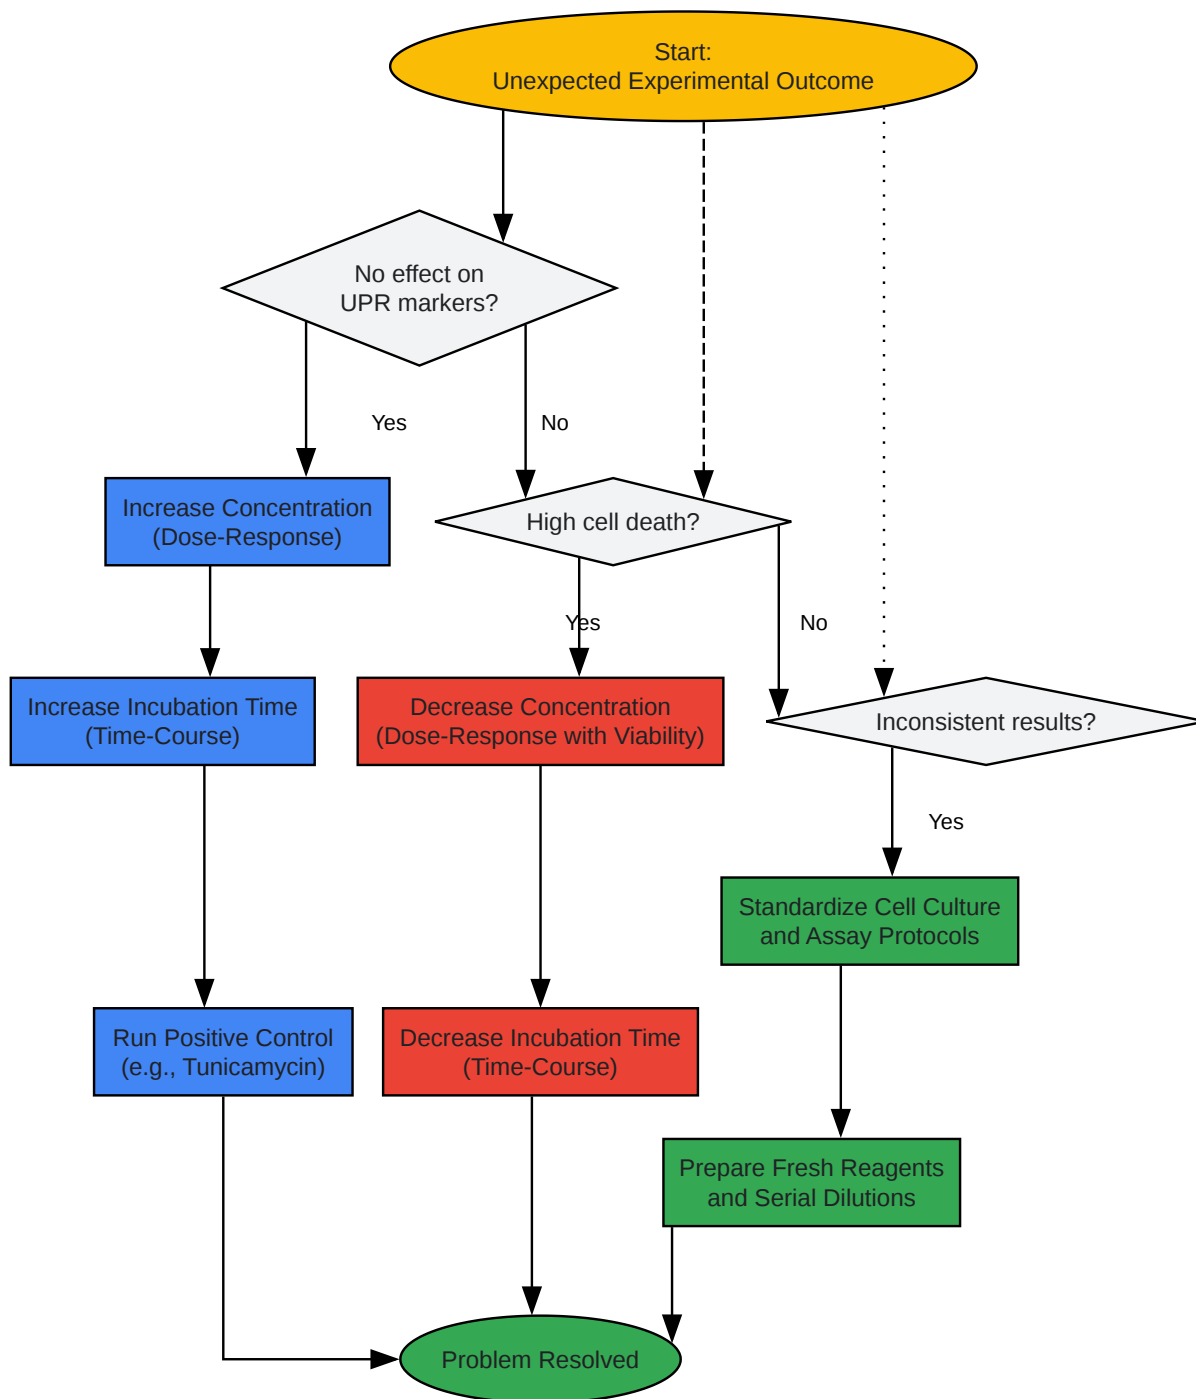 Start:
Unexpected Experimental Outcome
No effect on
UPR markers?
Yes
No
Increase Concentration
(Dose-Response)
High cell death?
Yes
No
Increase Incubation Time
(Time-Course)
Decrease Concentration
(Dose-Response with Viability)
Inconsistent results?
Yes
Standardize Cell Culture
and Assay Protocols
Run Positive Control
(e.g., Tunicamycin)
Decrease Incubation Time
(Time-Course)
Prepare Fresh Reagents
and Serial Dilutions
Problem Resolved